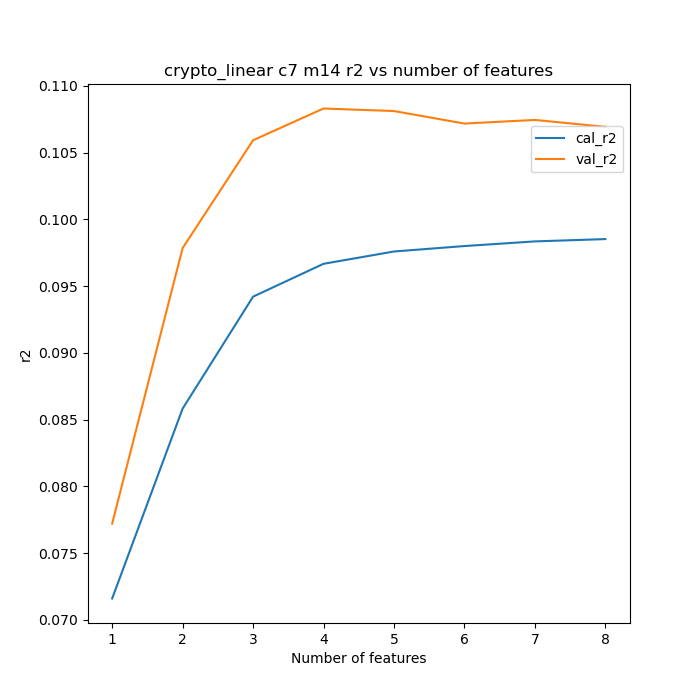 crypto_linear c7 m14 r2 vs number of features
0.110
0.105
0.100
0.095
0.090
0.085
0.080
0.075
0.070
r2
cal_r2
val_r2
1 2 3 4 5 6 7 8
Number of features